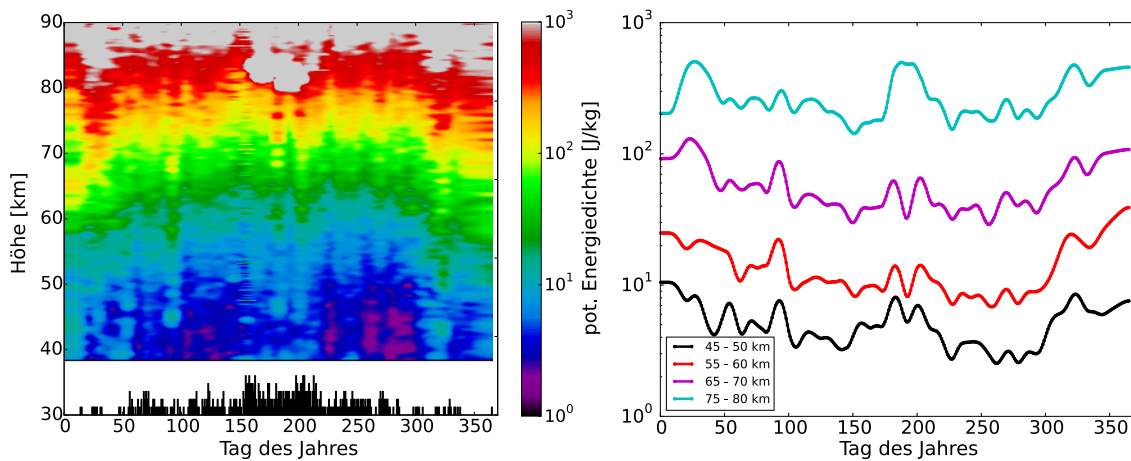 90
80
70
60
50
40
30
Höhe [km]
0 50 100 150 200 250 300 350
Tag des Jahres
10³
10²
10¹
10⁰
pot. Energiedichte [J/kg]
10³
10²
10¹
10⁰
45 - 50 km
55 - 60 km
65 - 70 km
75 - 80 km
0 50 100 150 200 250 300 350
Tag des Jahres